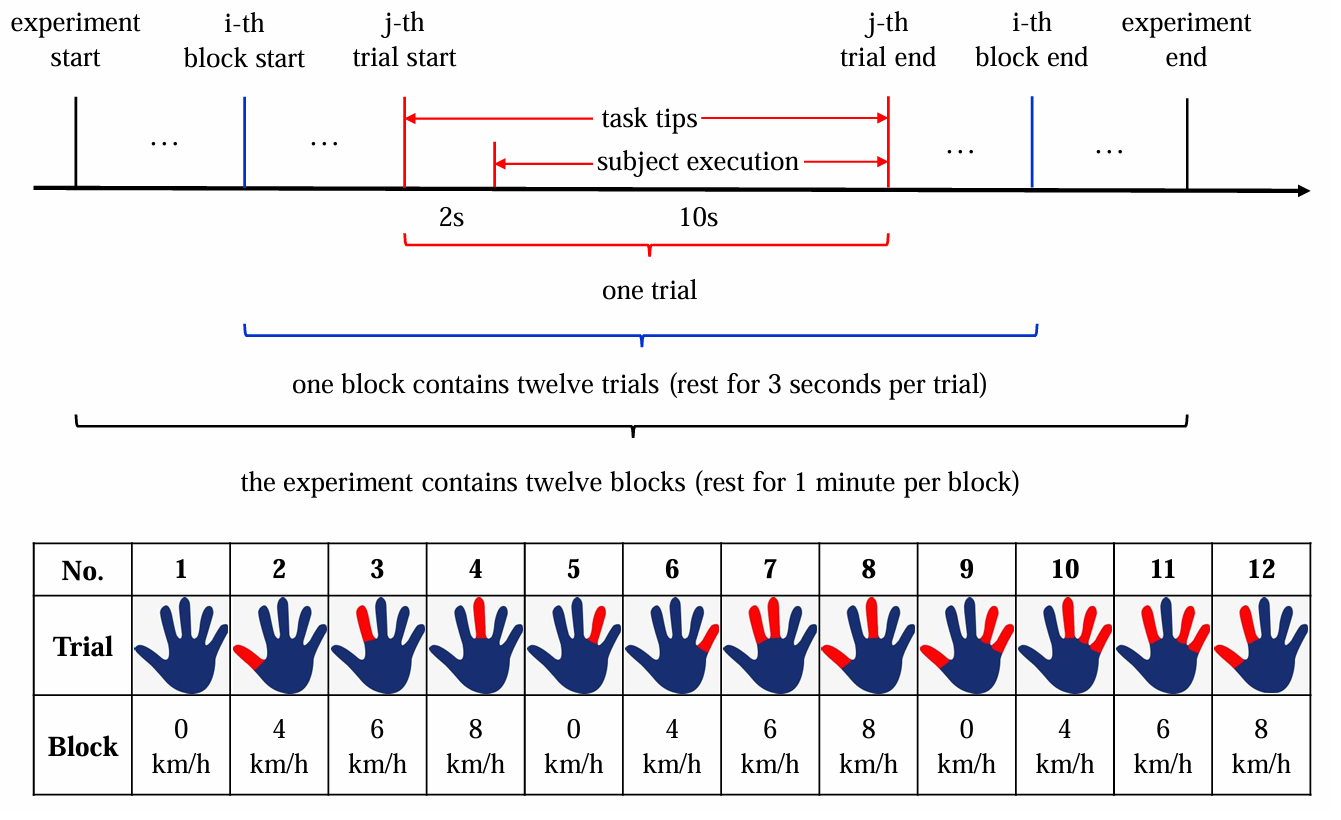 experiment start
i-th block start
j-th trial start
j-th trial end
i-th block end
experiment end
... ... ... ...
task tips
subject execution
2s 10s
one trial
one block contains twelve trials (rest for 3 seconds per trial)
the experiment contains twelve blocks (rest for 1 minute per block)
No. 1 2 3 4 5 6 7 8 9 10 11 12
Trial
Block 0 km/h 4 km/h 6 km/h 8 km/h 0 km/h 4 km/h 6 km/h 8 km/h 0 km/h 4 km/h 6 km/h 8 km/h